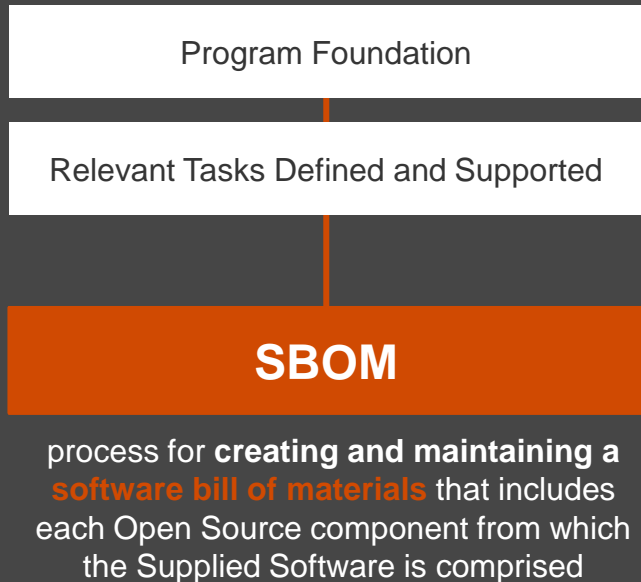 Program Foundation
Relevant Tasks Defined and Supported
SBOM
process for creating and maintaining a
software bill of materials that includes
each Open Source component from which
the Supplied Software is comprised